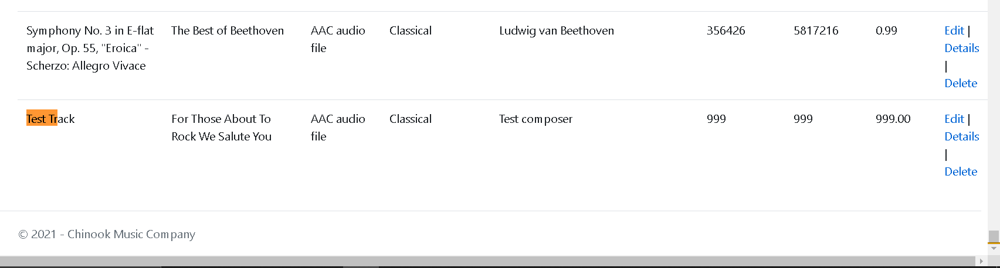 Symphony No. 3 in E-flat The Best of Beethoven AAC audio Classical Ludwig van Beethoven 356426 5817216 0.99 Edit |
major, Op. 55, "Eroica" - file Details
Scherzo: Allegro Vivace |
Delete
Test Track For Those About To AAC audio Classical Test composer 999 999 999.00 Edit |
Rock We Salute You file Details
|
Delete
© 2021 - Chinook Music Company